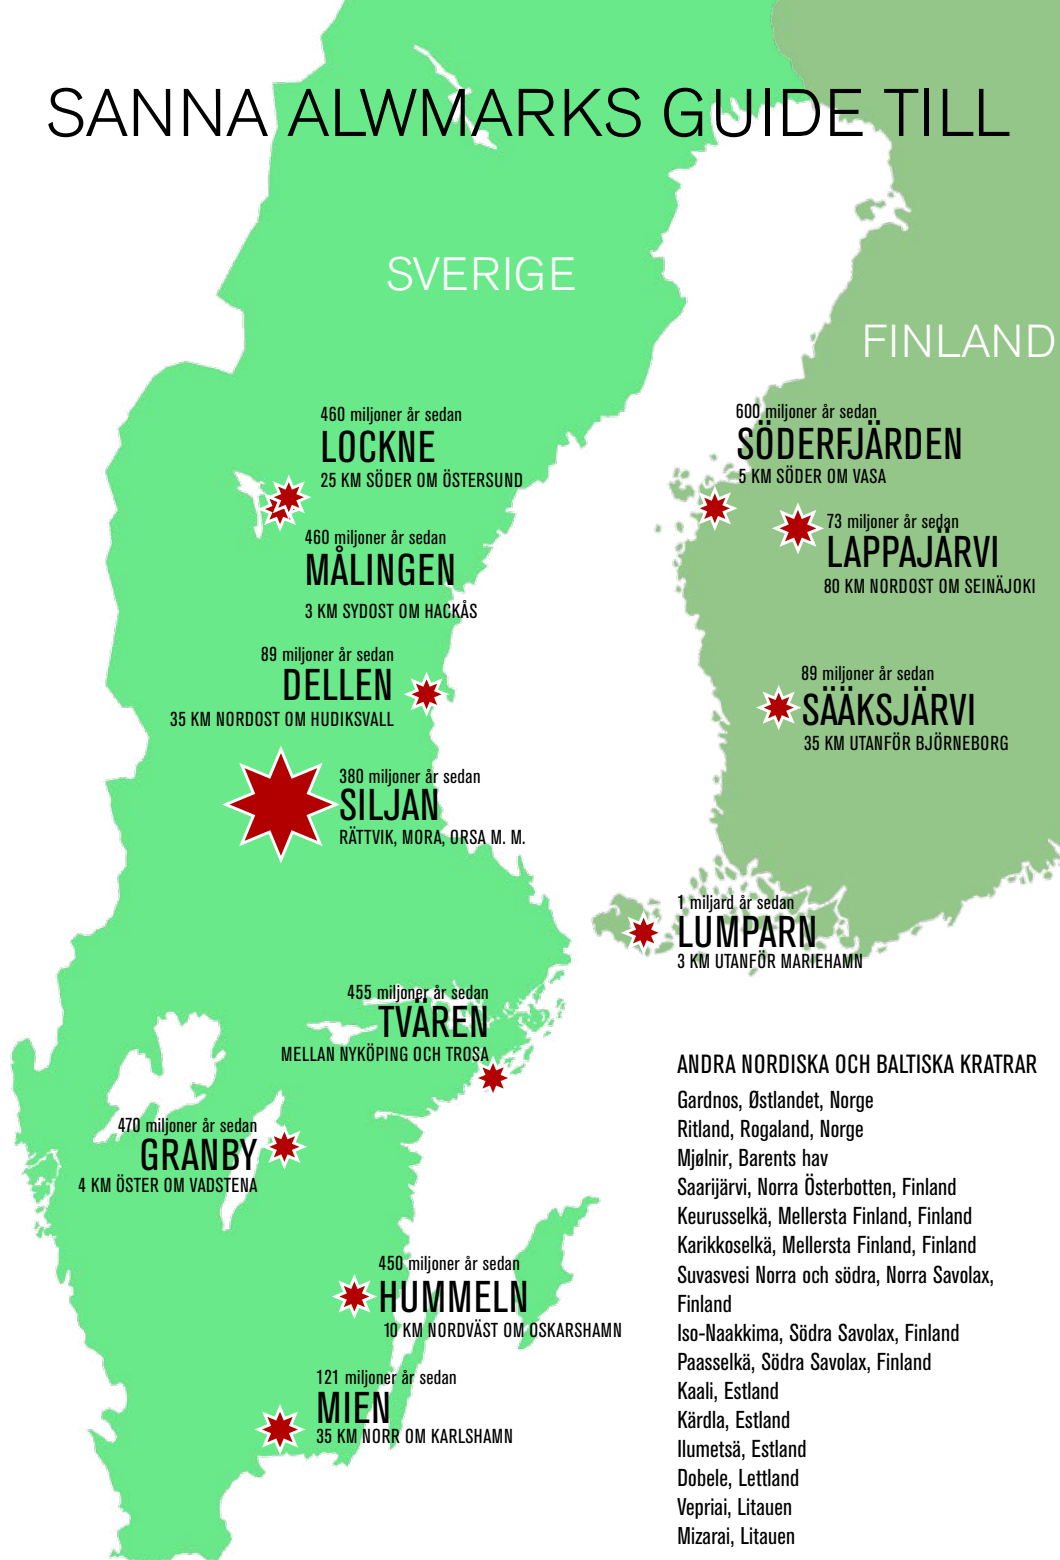 SANNA ALWMARKS GUIDE TILL
SVERIGE
FINLAND
460 miljoner år sedan
LOCKNE
25 KM SÖDER OM ÖSTERSUND
460 miljoner år sedan
MÅLINGEN
3 KM SYDOST OM HACKÅS
89 miljoner år sedan
DELLEN
35 KM NORDOST OM HUDIKSVALL
380 miljoner år sedan
SILJAN
RÄTTVIK, MORA, ORSA M. M.
600 miljoner år sedan
SÖDERFJÄRDEN
5 KM SÖDER OM VASA
73 miljoner år sedan
LAPPAJÄRVI
80 KM NORDOST OM SEINÄJOKI
89 miljoner år sedan
SÄÄKSJÄRVI
35 KM UTANFÖR BJÖRNEBORG
1 miljard år sedan
LUMPARN
3 KM UTANFÖR MARIEHAMN
455 miljoner år sedan
TVÄREN
MELLAN NYKÖPING OCH TROSA
470 miljoner år sedan
GRANBY
4 KM ÖSTER OM VADSTENA
450 miljoner år sedan
HUMMELN
10 KM NORDVÄST OM OSKARSHAMN
121 miljoner år sedan
MIEN
35 KM NORR OM KARLSHAMN
ANDRA NORDISKA OCH BALTISKA KRATRAR
Gardnos, Østlandet, Norge
Ritland, Rogaland, Norge
Mjølnir, Barents hav
Saarijärvi, Norra Österbotten, Finland
Keurusselkä, Mellersta Finland, Finland
Karikkoselkä, Mellersta Finland, Finland
Suvasvesi Norra och södra, Norra Savolax,
Finland
Iso-Naakkima, Södra Savolax, Finland
Paasselkä, Södra Savolax, Finland
Kaali, Estland
Kärdla, Estland
Ilumetsä, Estland
Dobele, Lettland
Vepriai, Litauen
Mizarai, Litauen